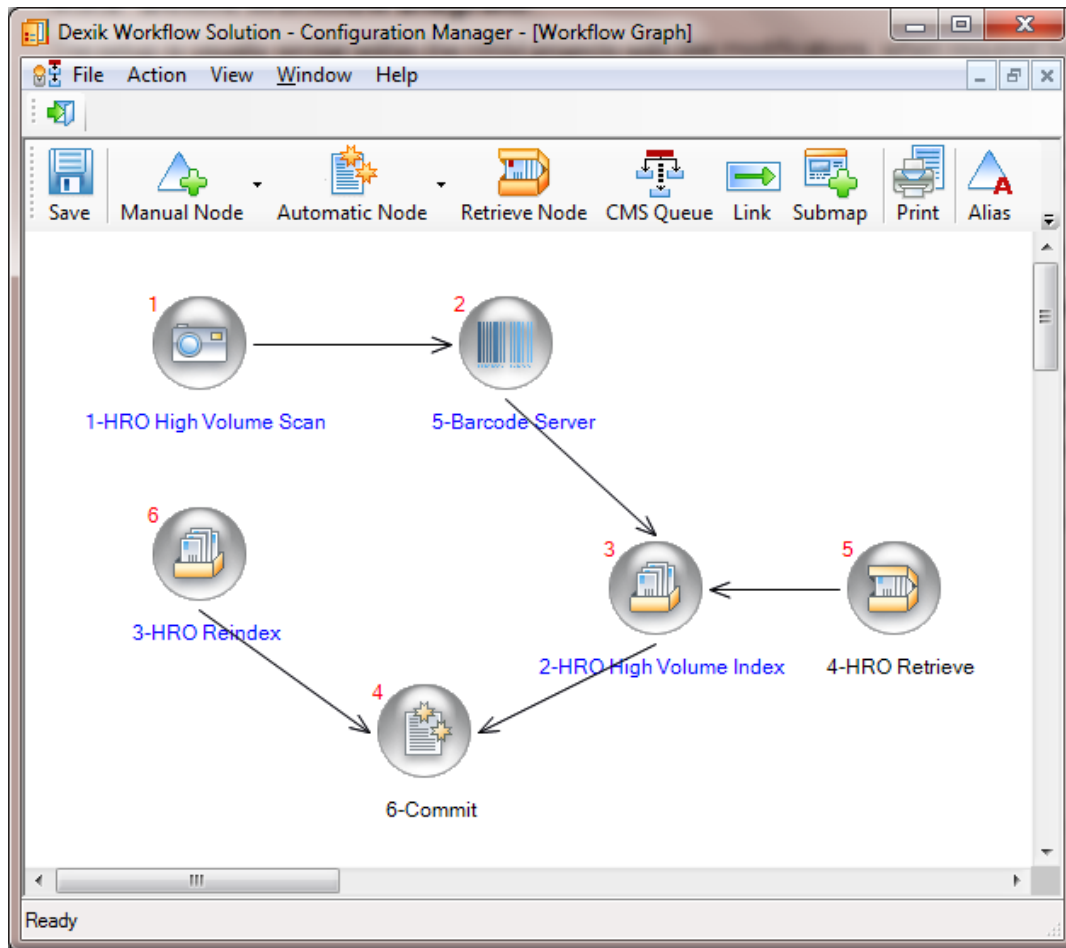 Dexik Workflow Solution - Configuration Manager - [Workflow Graph]
File Action View Window Help
Save Manual Node Automatic Node Retrieve Node CMS Queue Link Submap Print Alias
1
2
1-HRO High Volume Scan
5-Barcode Server
6
3
5
3-HRO Reindex
2-HRO High Volume Index
4-HRO Retrieve
4
6-Commit
Ready